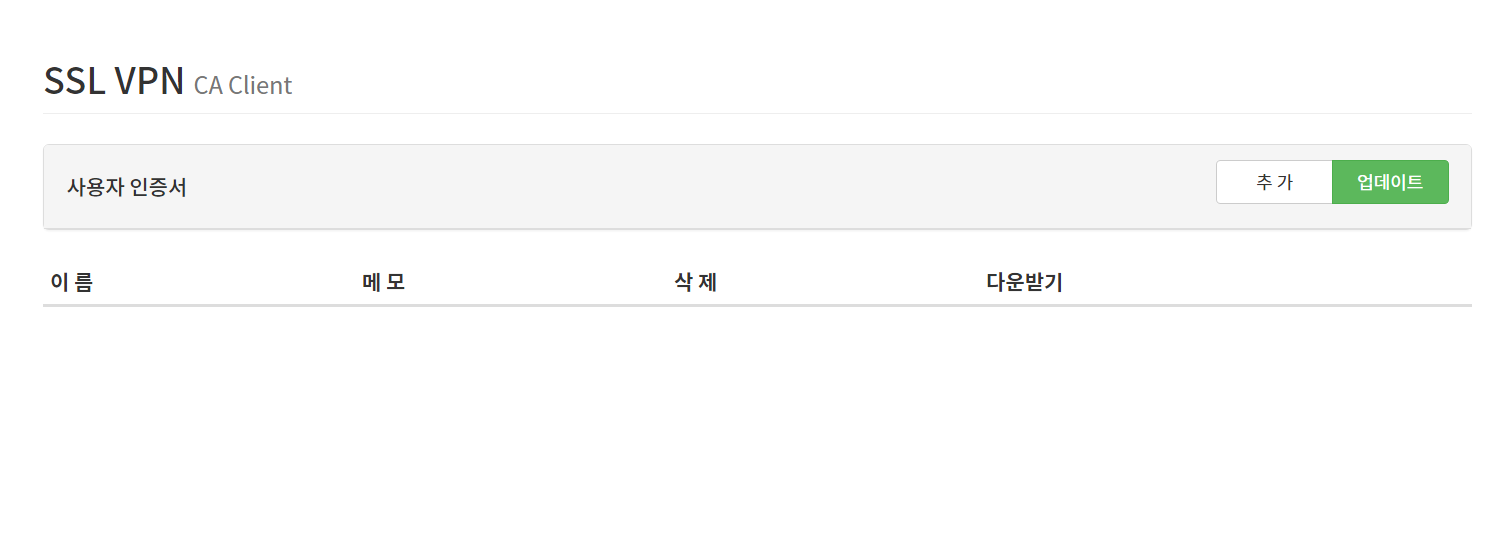 SSL VPN CA Client
사용자 인증서
추 가
업데이트
이 름 메 모 삭 제 다운받기